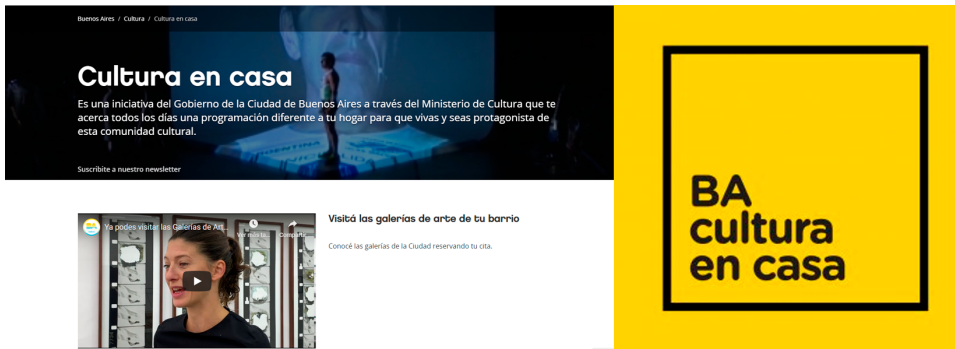 Buenos Aires / Cultura / Cultura en casa
Cultura en casa
Es una iniciativa del Gobierno de la Ciudad de Buenos Aires a través del Ministerio de Cultura que te
acerca todos los días una programación diferente a tu hogar para que vivas y seas protagonista de
esta comunidad cultural.
Suscribite a nuestro newsletter
Ya podes visitar las Galerías de Art...
Ver más ta...
Compartir
Visitá las galerías de arte de tu barrio
Conocé las galerías de la Ciudad reservando tu cita.
BA
cultura
en casa